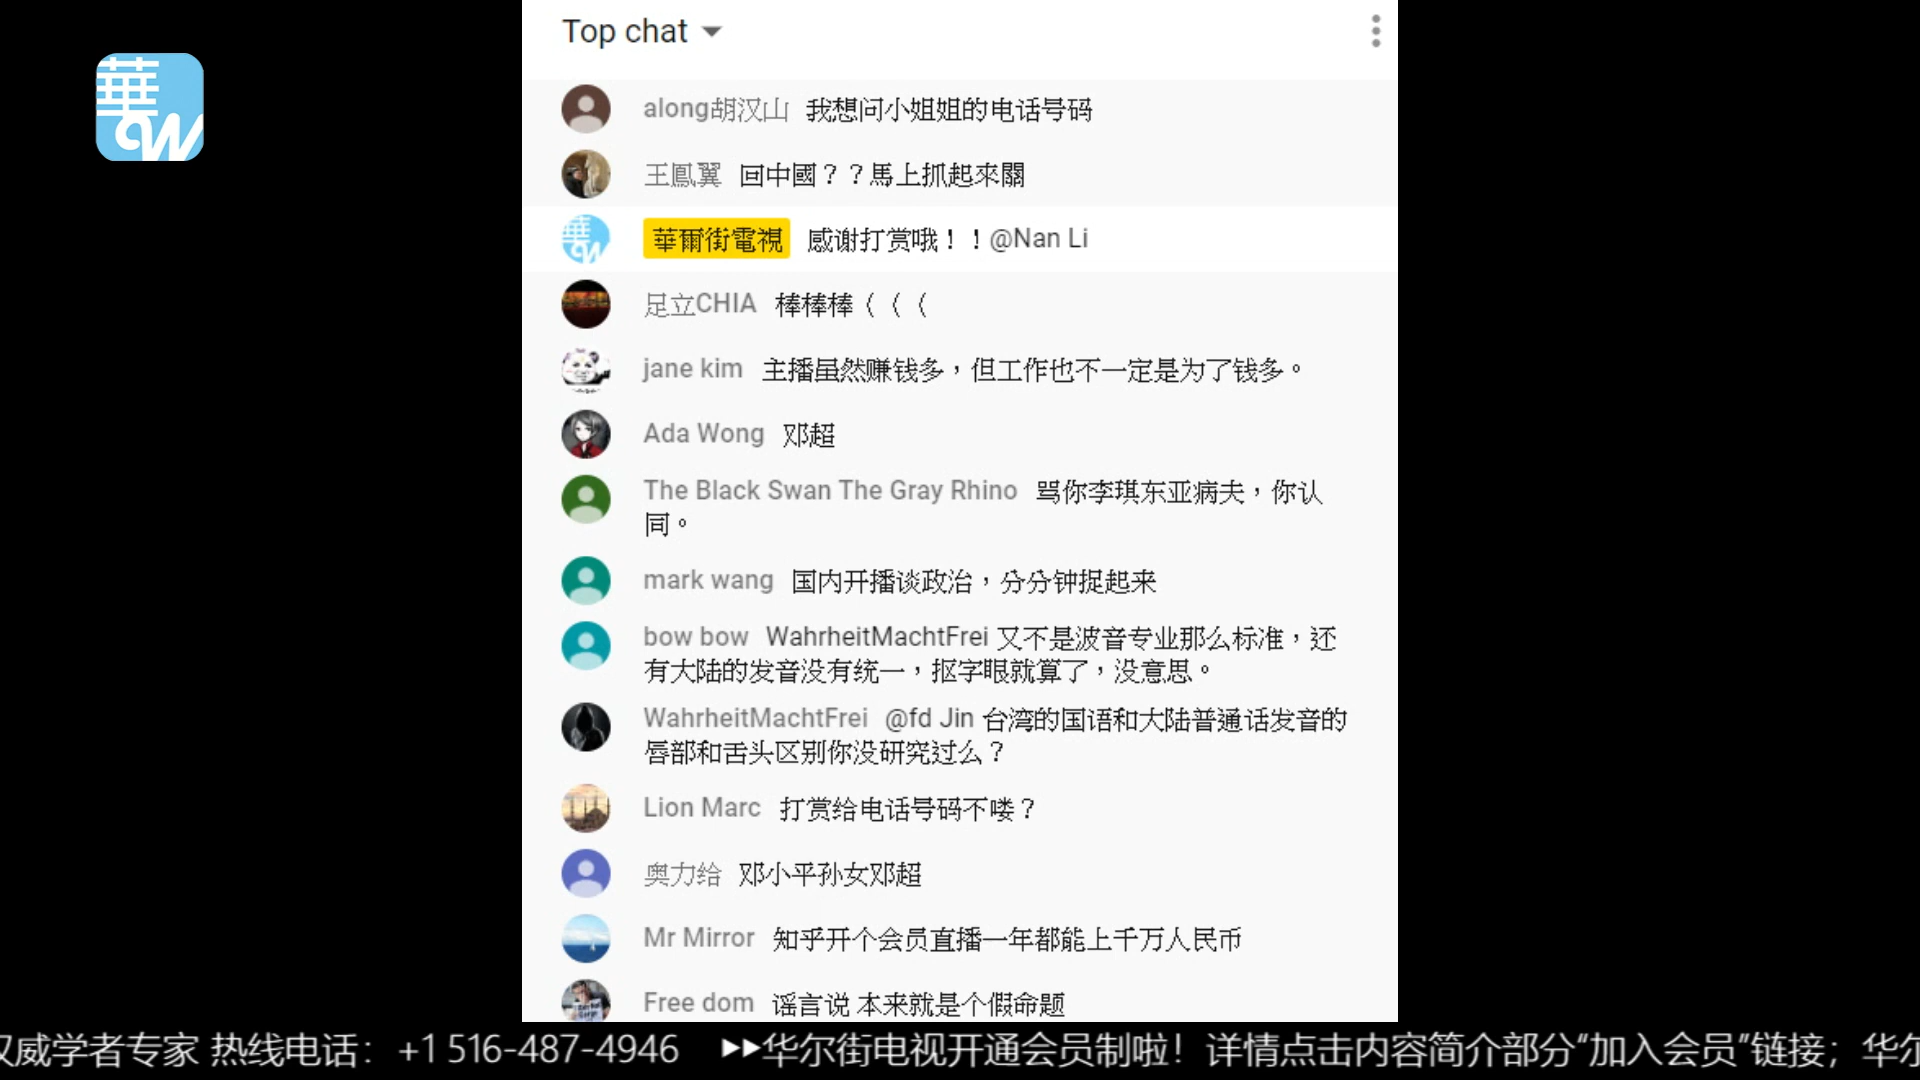 Top chat
華
W
along胡汉山 我想问小姐姐的电话号码
王鳳翼 回中國？？馬上抓起來關
華爾街電視 感谢打赏哦！！@Nan Li
足立CHIA 棒棒棒（（（
jane kim 主播虽然赚钱多，但工作也不一定是为了钱多。
Ada Wong 邓超
The Black Swan The Gray Rhino 骂你李琪东亚病夫，你认
同。
mark wang 国内开播谈政治，分分钟捉起来
bow bow WahrheitMachtFrei 又不是波音专业那么标准，还
有大陆的发音没有统一，抠字眼就算了，没意思。
WahrheitMachtFrei @fd Jin 台湾的国语和大陆普通话发音的
唇部和舌头区别你没研究过么？
Lion Marc 打赏给电话号码不喽？
奥力给 邓小平孙女邓超
Mr Mirror 知乎开个会员直播一年都能上千万人民币
Free dom 谣言说 本来就是个假命题
权威学者专家 热线电话：+1 516-487-4946 ▶▶华尔街电视开通会员制啦！详情点击内容简介部分“加入会员”链接；华尔